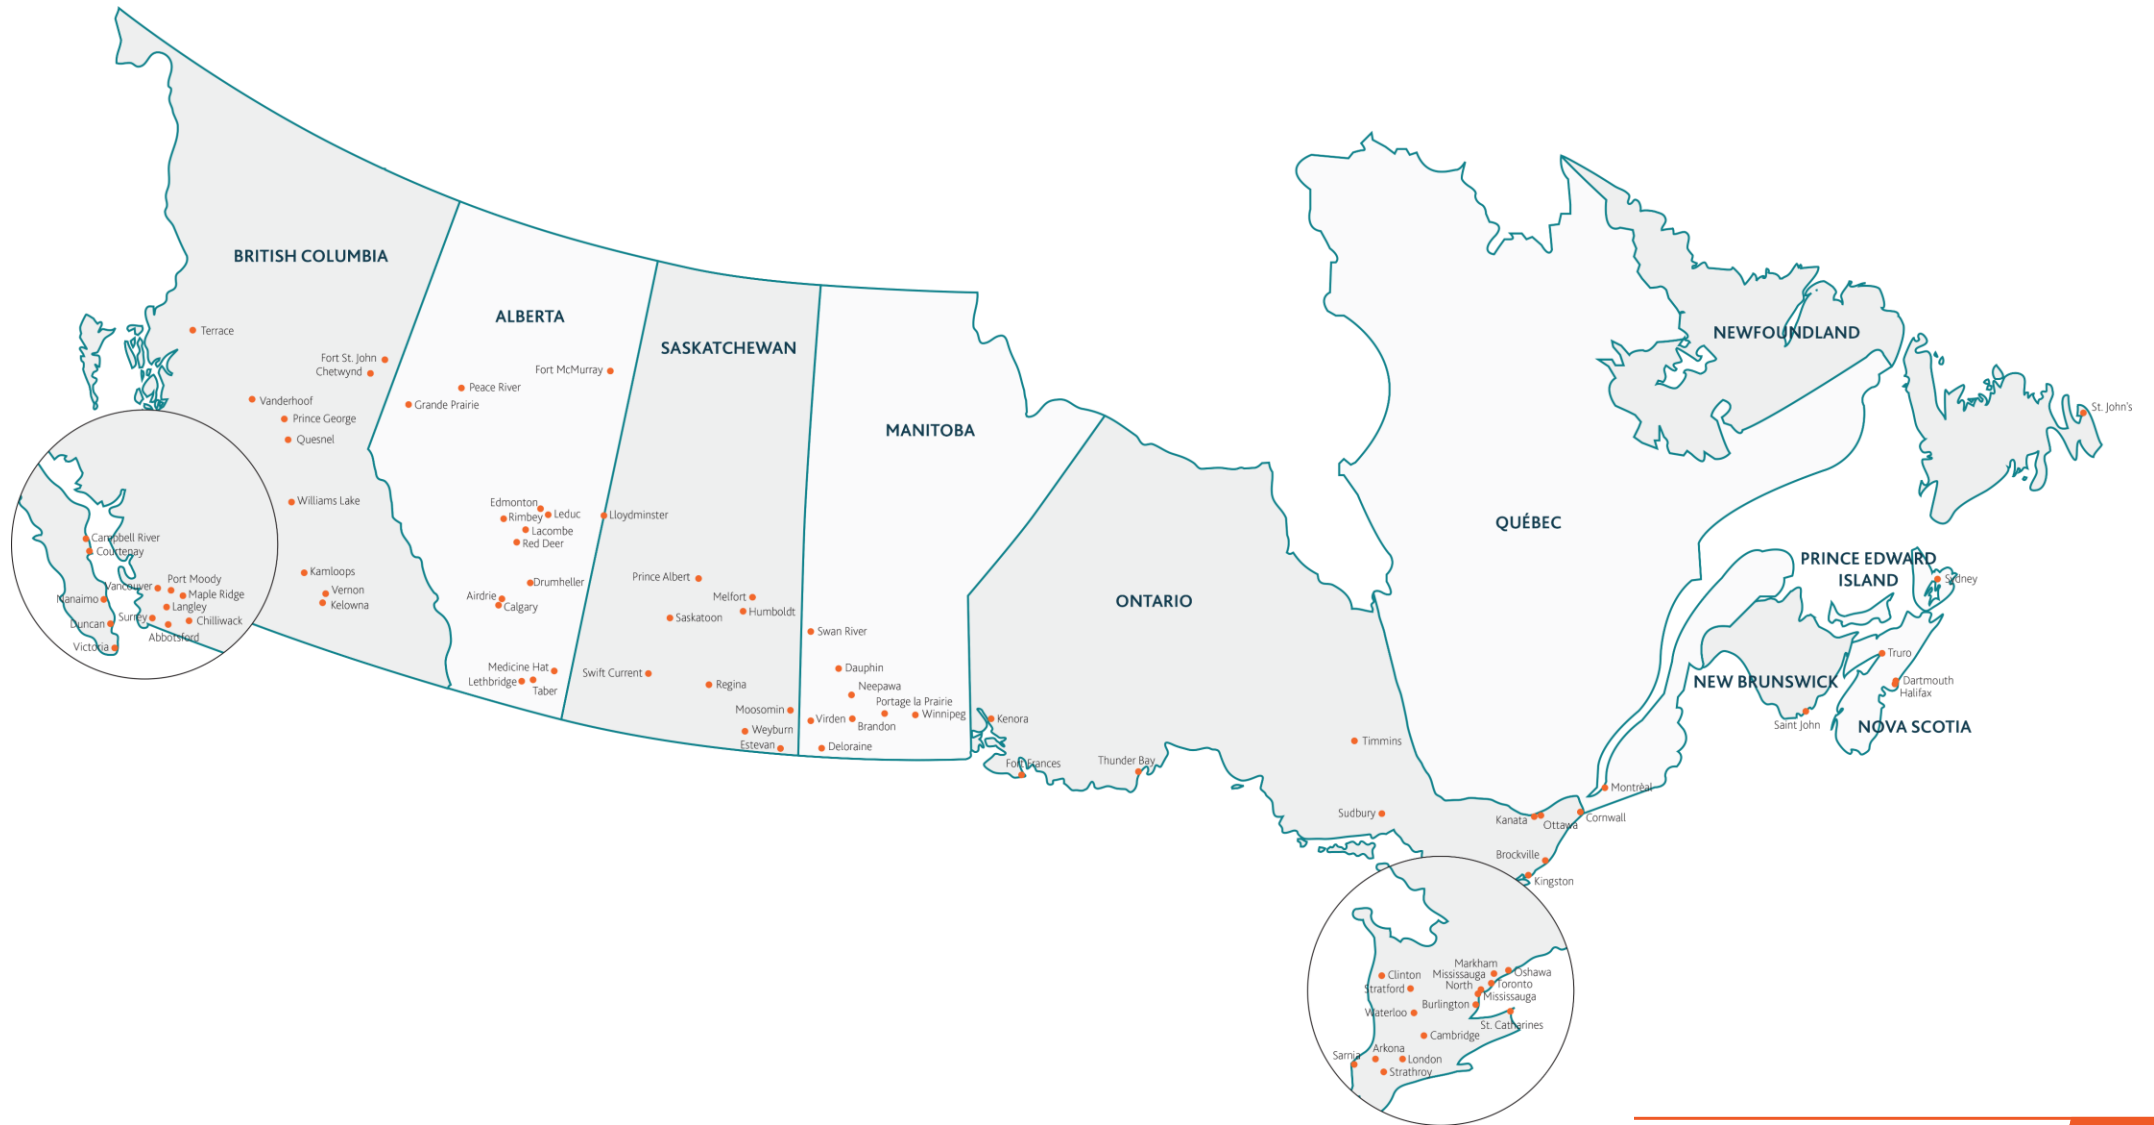 BRITISH COLUMBIA
Terrace
Fort St. John
Chetwynd
Vanderhoof
Prince George
Quesnel
Williams Lake
Kamloops
Vernon
Kelowna
Campbell River
Courtenay
Vancouver
Port Moody
Maple Ridge
Nanaimo
Langley
Surrey
Chilliwack
Duncan
Abbotsford
Victoria
ALBERTA
Fort McMurray
Peace River
Grande Prairie
Edmonton
Leduc
Rimbey
Lacombe
Red Deer
Drumheller
Airdrie
Calgary
Medicine Hat
Lethbridge
Taber
SASKATCHEWAN
Lloydminster
Prince Albert
Melfort
Humboldt
Saskatoon
Swift Current
Regina
Moosomin
Weyburn
Estevan
MANITOBA
Swan River
Dauphin
Neepawa
Portage la Prairie
Winnipeg
Virden
Brandon
Deloraine
ONTARIO
Kenora
Fort Frances
Thunder Bay
Timmins
Sudbury
Kanata
Ottawa
Cornwall
Brockville
Kingston
Markham
Clinton
Mississauga
Oshawa
Stratford
North
Toronto
Mississauga
Burlington
Waterloo
St. Catharines
Cambridge
Arkona
Sarnia
London
Strathroy
QUÉBEC
Montrèal
NEWFOUNDLAND
St. John's
PRINCE EDWARD
ISLAND
Sydney
NEW BRUNSWICK
Saint John
Truro
Dartmouth
Halifax
NOVA SCOTIA